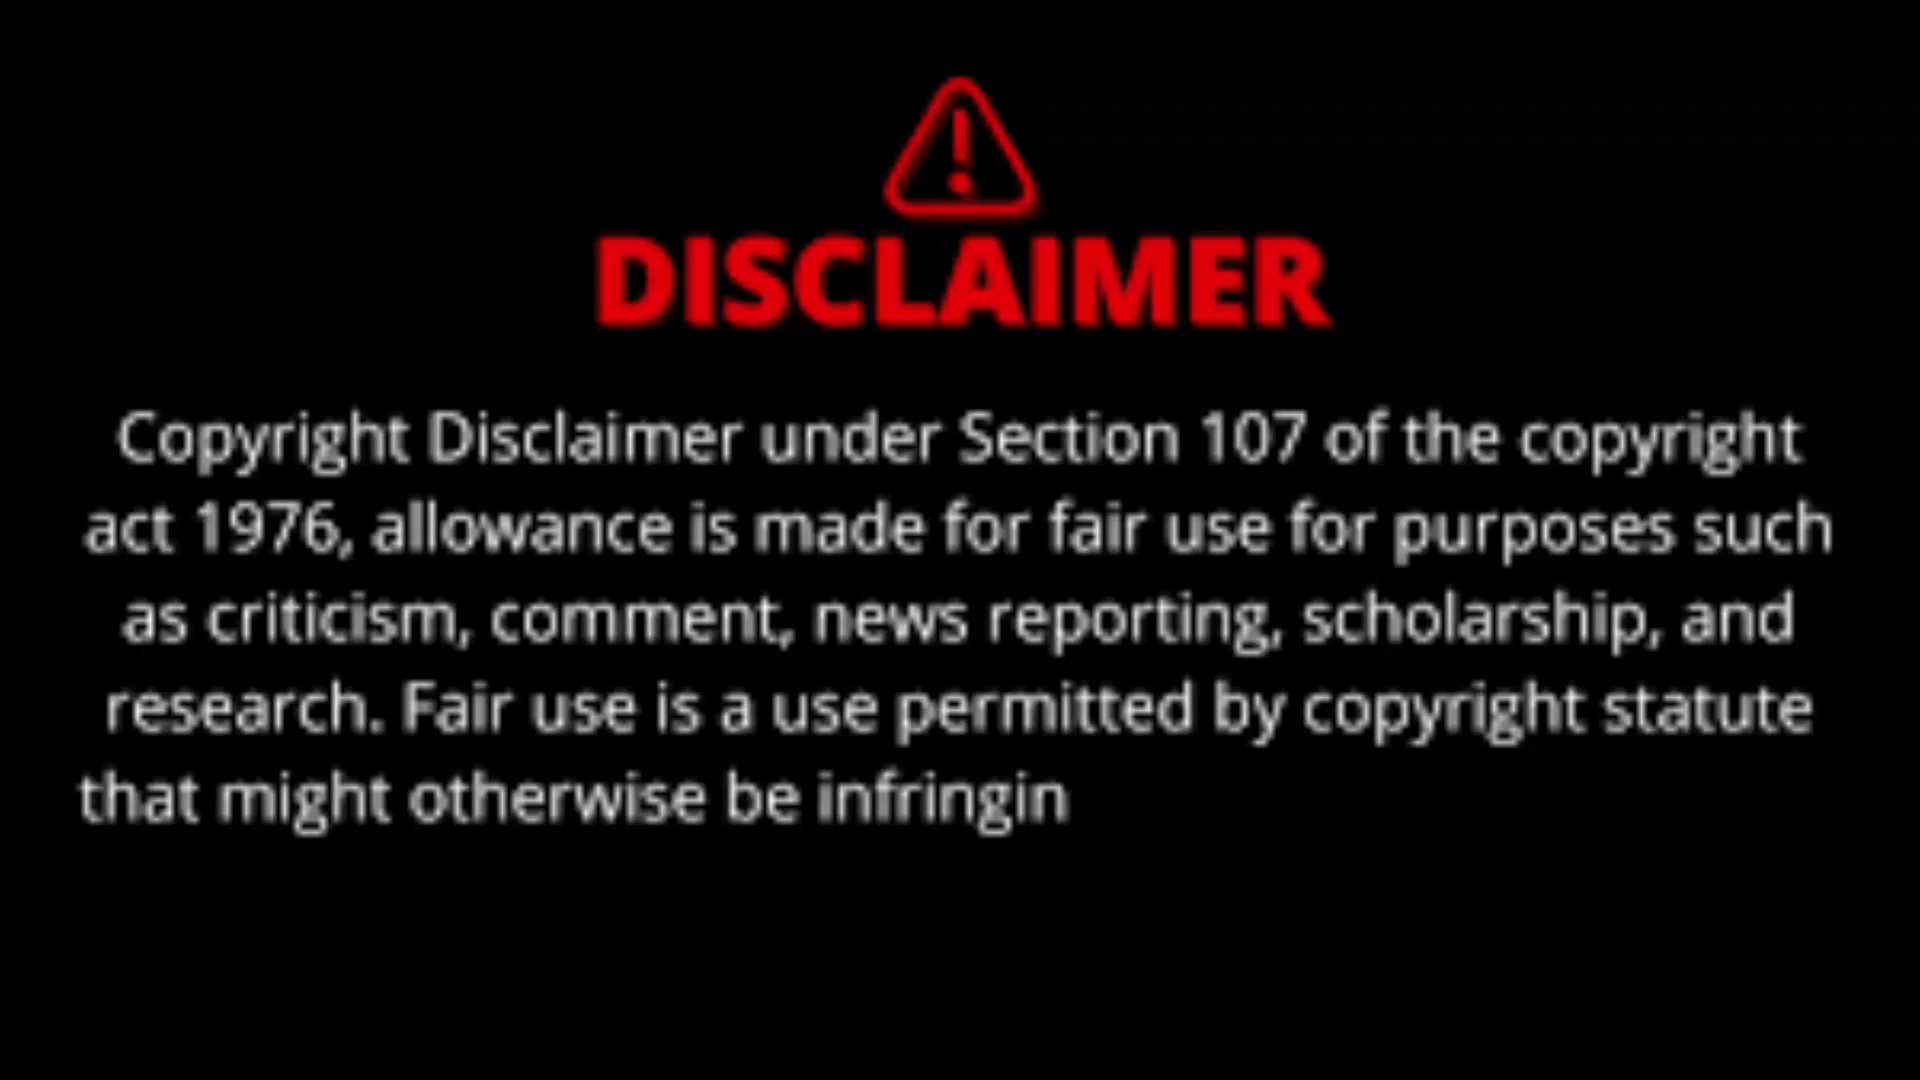 DISCLAIMER
Copyright Disclaimer under Section 107 of the copyright
act 1976, allowance is made for fair use for purposes such
as criticism, comment, news reporting, scholarship, and
research. Fair use is a use permitted by copyright statute
that might otherwise be infringin